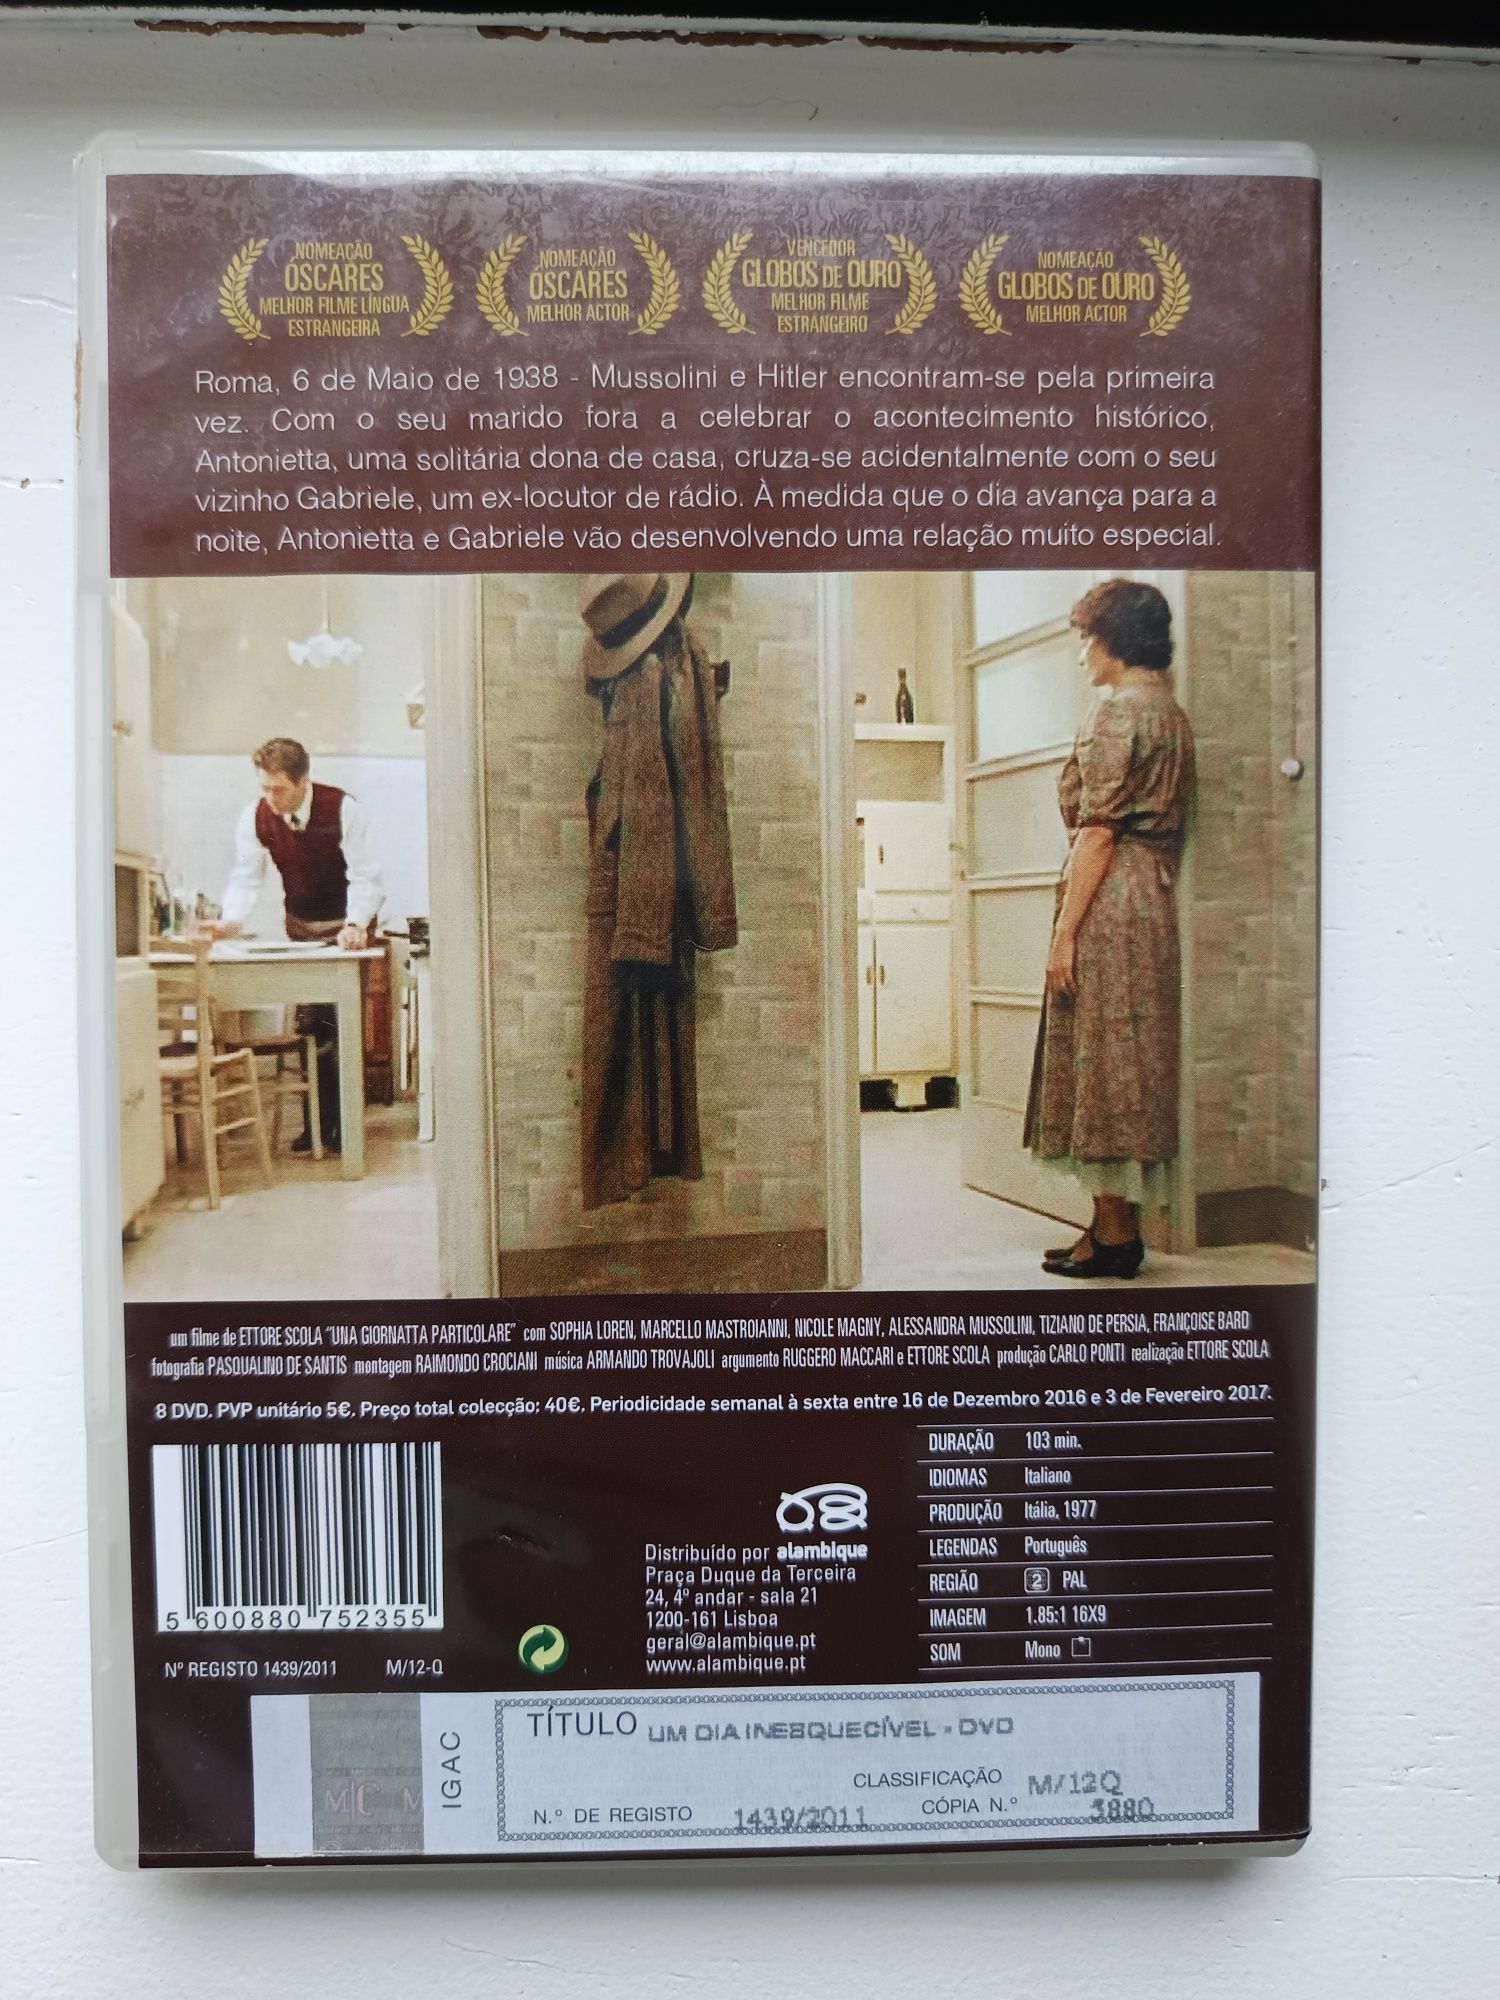 NOMEAÇÃO
ÓSCARES
MELHOR FILME LÍNGUA
ESTRANGEIRA
NOMEAÇÃO
ÓSCARES
MELHOR ACTOR
VENCEDOR
GLOBOS DE OURO
MELHOR FILME
ESTRANGEIRO
NOMEAÇÃO
GLOBOS DE OURO
MELHOR ACTOR
Roma, 6 de Maio de 1938 - Mussolini e Hitler encontram-se pela primeira
vez. Com o seu marido fora a celebrar o acontecimento histórico,
Antonietta, uma solitária dona de casa, cruza-se acidentalmente com o seu
vizinho Gabriele, um ex-locutor de rádio. À medida que o dia avança para a
noite, Antonietta e Gabriele vão desenvolvendo uma relação muito especial.
um filme de ETTORE SCOLA "UNA GIORNATTA PARTICOLARE" com SOPHIA LOREN, MARCELLO MASTROIANNI, NICOLE MAGNY, ALESSANDRA MUSSOLINI, TIZIANO DE PERSIA, FRANÇOISE BARD
fotografia PASQUALINO DE SANTIS montagem RAIMONDO CROCIANI música ARMANDO TROVAJOLI argumento RUGGERO MACCARI e ETTORE SCOLA produção CARLO PONTI realização ETTORE SCOLA
8 DVD. PVP unitário 5€. Preço total colecção: 40€. Periodicidade semanal à sexta entre 16 de Dezembro 2016 e 3 de Fevereiro 2017.
5 600880 752355
Nº REGISTO 1439/2011 M/12-Q
Distribuído por alambique
Praça Duque da Terceira
24, 4º andar - sala 21
1200-161 Lisboa
geral@alambique.pt
www.alambique.pt
DURAÇÃO 103 min.
IDIOMAS Italiano
PRODUÇÃO Itália, 1977
LEGENDAS Português
REGIÃO 2 PAL
IMAGEM 1.85:1 16X9
SOM Mono
IGAC
TÍTULO UM DIA INESQUECÍVEL - DVD
CLASSIFICAÇÃO M/12Q
N.º DE REGISTO 1439/2011 CÓPIA N.º 3880